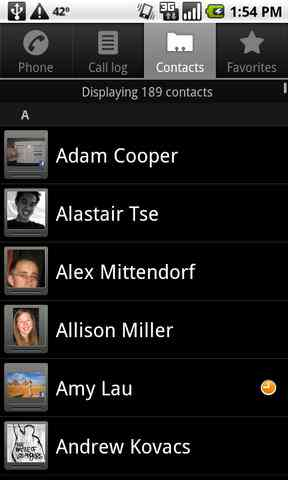 42°
3G
1:54 PM
Phone
Call log
Contacts
Favorites
Displaying 189 contacts
A
Adam Cooper
Alastair Tse
Alex Mittendorf
Allison Miller
Amy Lau
Andrew Kovacs